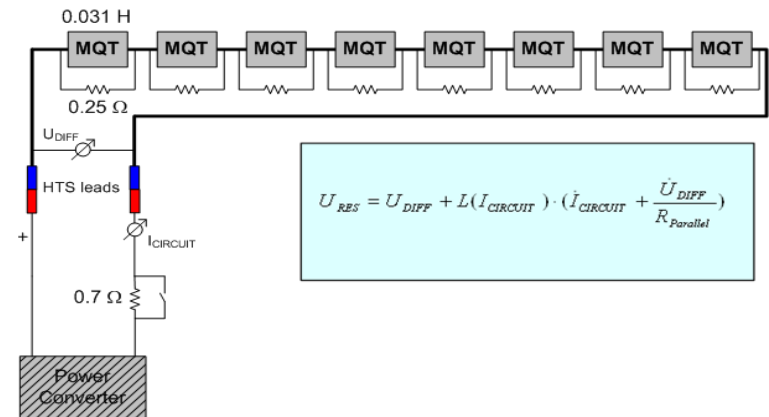 0.031 H
MQT MQT MQT MQT MQT MQT MQT MQT
0.25 Ω
U_DIFF
HTS leads
+
I_CIRCUIT
0.7 Ω
Power
Converter
U_RES = U_DIFF + L(I_CIRCUIT) · (İ_CIRCUIT + U̇_DIFF / R_Parallel)